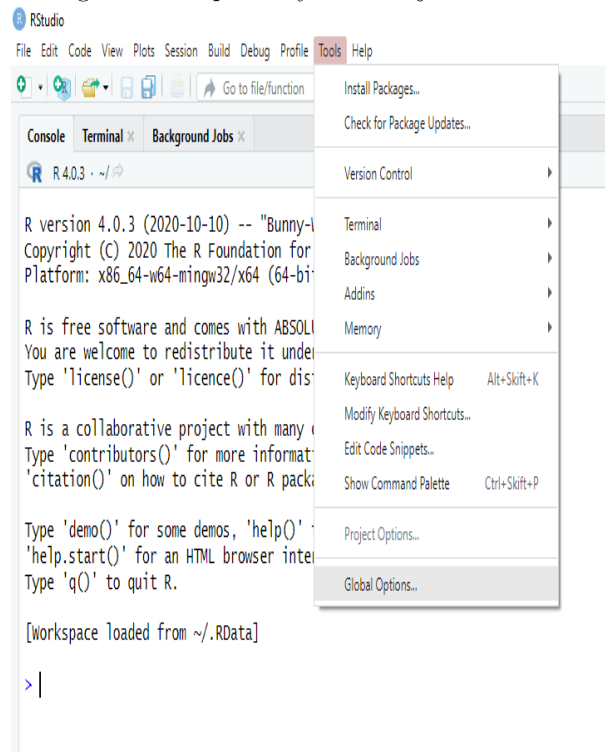 RStudio
File Edit Code View Plots Session Build Debug Profile Tools Help
Go to file/function
Console Terminal Background Jobs
R 4.0.3 · ~/
R version 4.0.3 (2020-10-10) -- "Bunny-
Copyright (C) 2020 The R Foundation for
Platform: x86_64-w64-mingw32/x64 (64-bi
R is free software and comes with ABSOL
You are welcome to redistribute it unde
Type 'license()' or 'licence()' for dis
R is a collaborative project with many
Type 'contributors()' for more informat
'citation()' on how to cite R or R pack
Type 'demo()' for some demos, 'help()'
'help.start()' for an HTML browser inte
Type 'q()' to quit R.
[Workspace loaded from ~/.RData]
>
Install Packages...
Check for Package Updates...
Version Control
Terminal
Background Jobs
Addins
Memory
Keyboard Shortcuts Help Alt+Skift+K
Modify Keyboard Shortcuts...
Edit Code Snippets...
Show Command Palette Ctrl+Skift+P
Project Options...
Global Options...